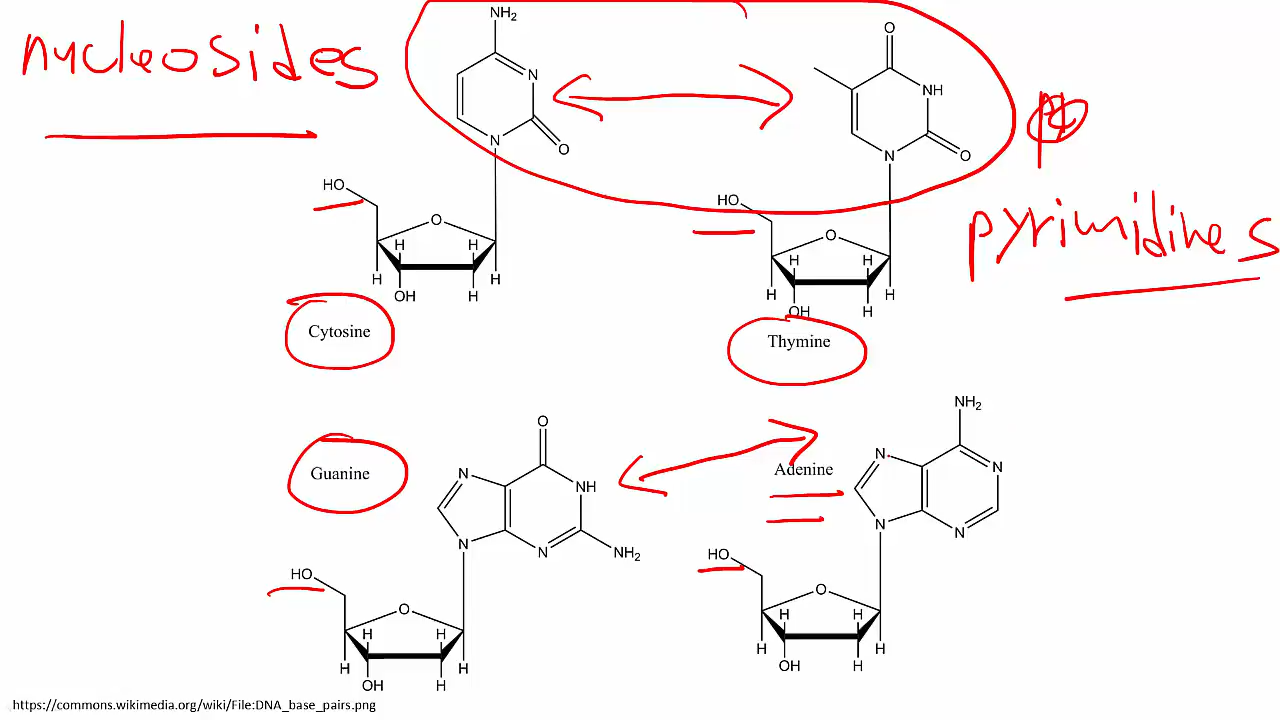 nucleosides
NH₂
N
O
N
HO
O
H H
H H
OH H
Cytosine
O
NH
O
N
HO
O
H H
H H
OH H
Thymine
pyrimidines
Guanine
O
N
NH
N
N
NH₂
HO
O
H H
H H
OH H
Adenine
NH₂
N
N
N
N
HO
O
H H
H H
OH H
https://commons.wikimedia.org/wiki/File:DNA_base_pairs.png